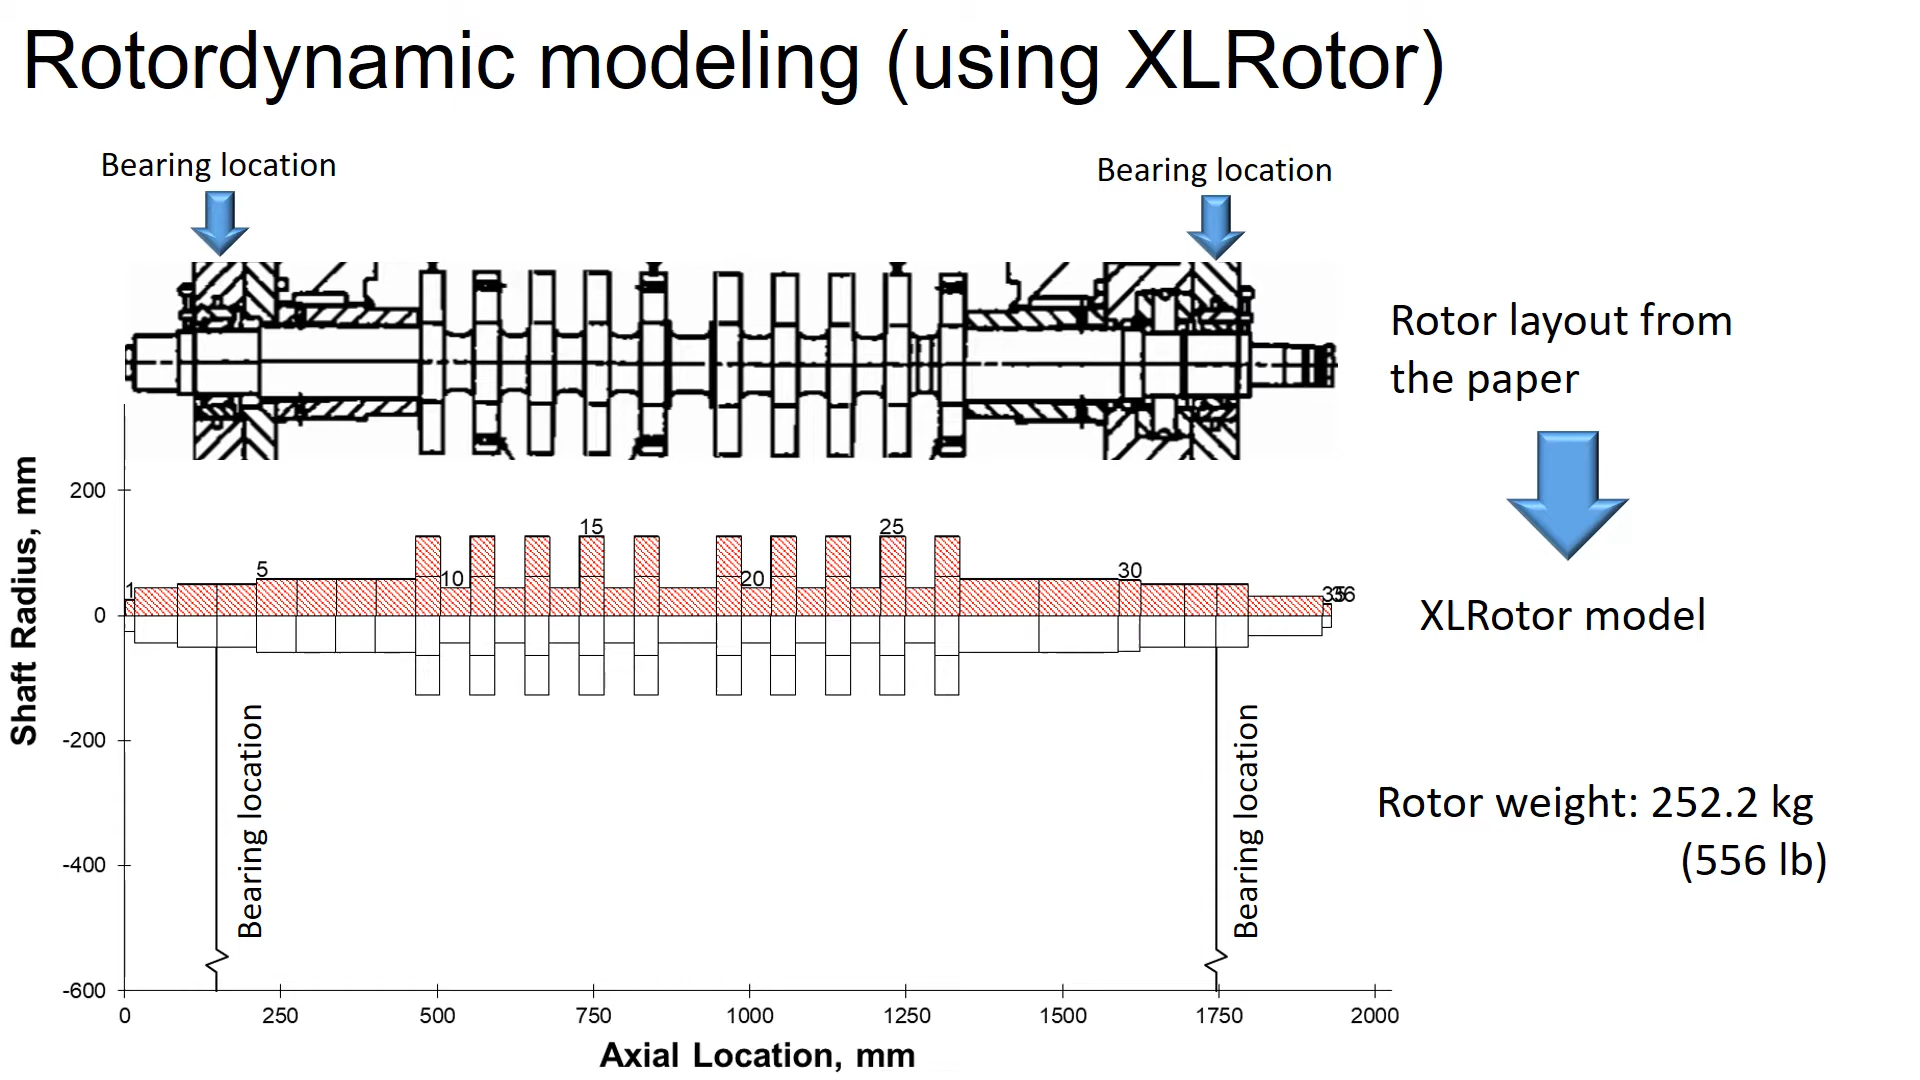 Rotordynamic modeling (using XLRotor)
Bearing location
Bearing location
Rotor layout from
the paper
XLRotor model
Rotor weight: 252.2 kg
(556 lb)
Shaft Radius, mm
200
0
-200
-400
-600
1
5
10
15
20
25
30
35
36
Bearing location
Bearing location
0
250
500
750
1000
1250
1500
1750
2000
Axial Location, mm